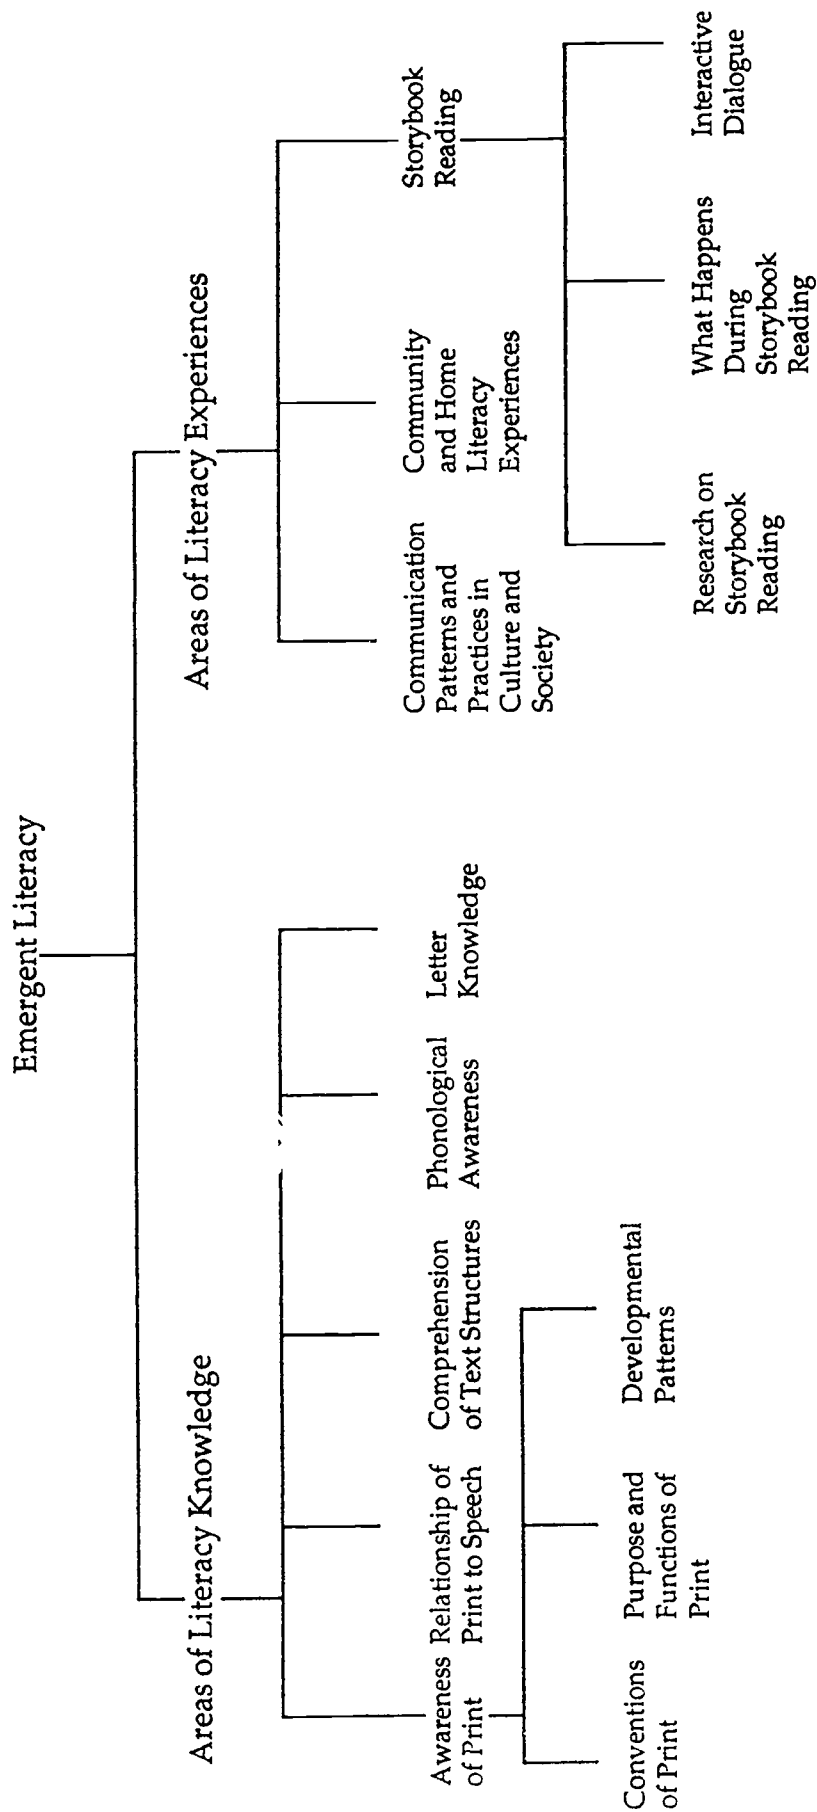 Emergent Literacy
Areas of Literacy Knowledge
Areas of Literacy Experiences
Awareness
of Print
Relationship of
Print to Speech
Comprehension
of Text Structures
Phonological
Awareness
Letter
Knowledge
Communication
Patterns and
Practices in
Culture and
Society
Community
and Home
Literacy
Experiences
Storybook
Reading
Conventions
of Print
Purpose and
Functions of
Print
Developmental
Patterns
Research on
Storybook
Reading
What Happens
During
Storybook
Reading
Interactive
Dialogue